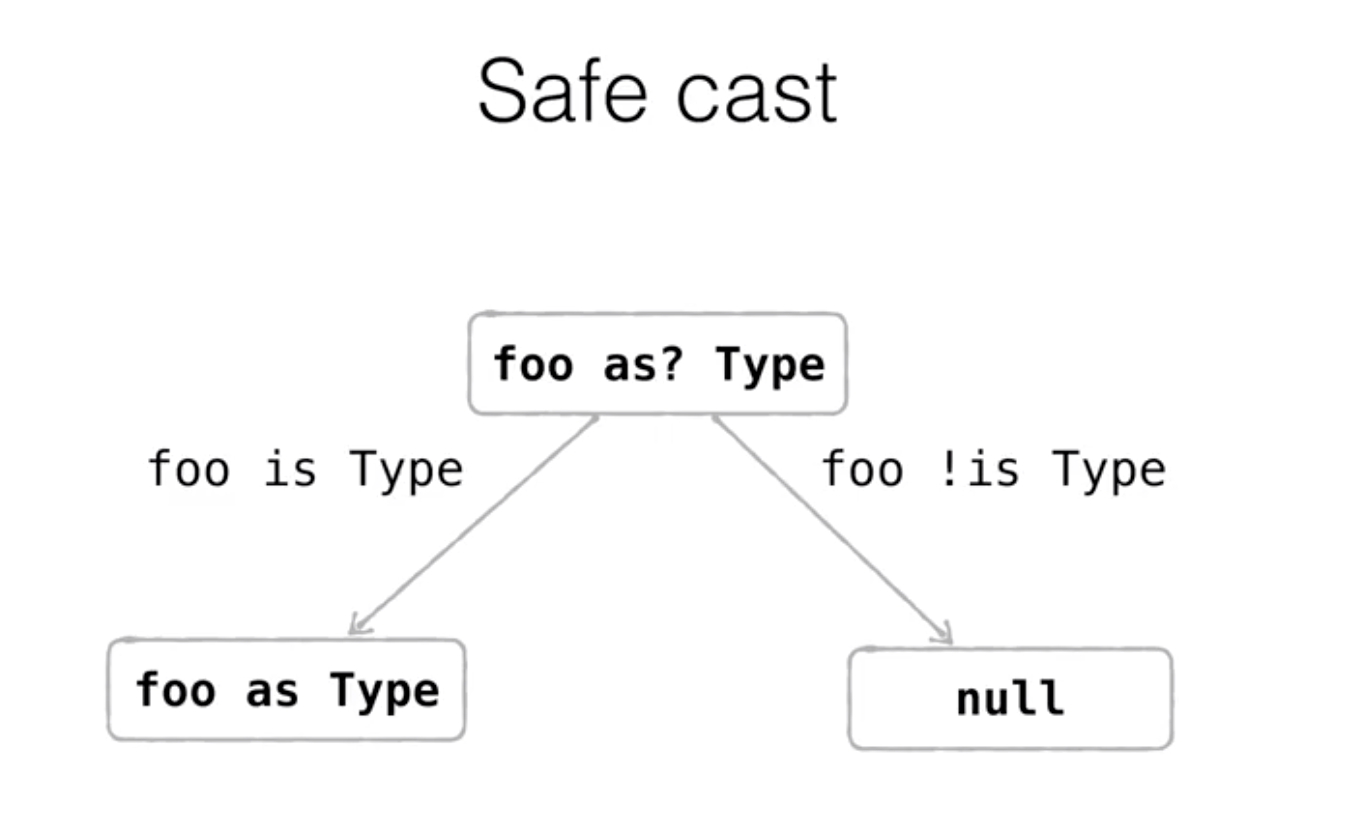 Safe cast
foo as? Type
foo is Type
foo !is Type
foo as Type
null